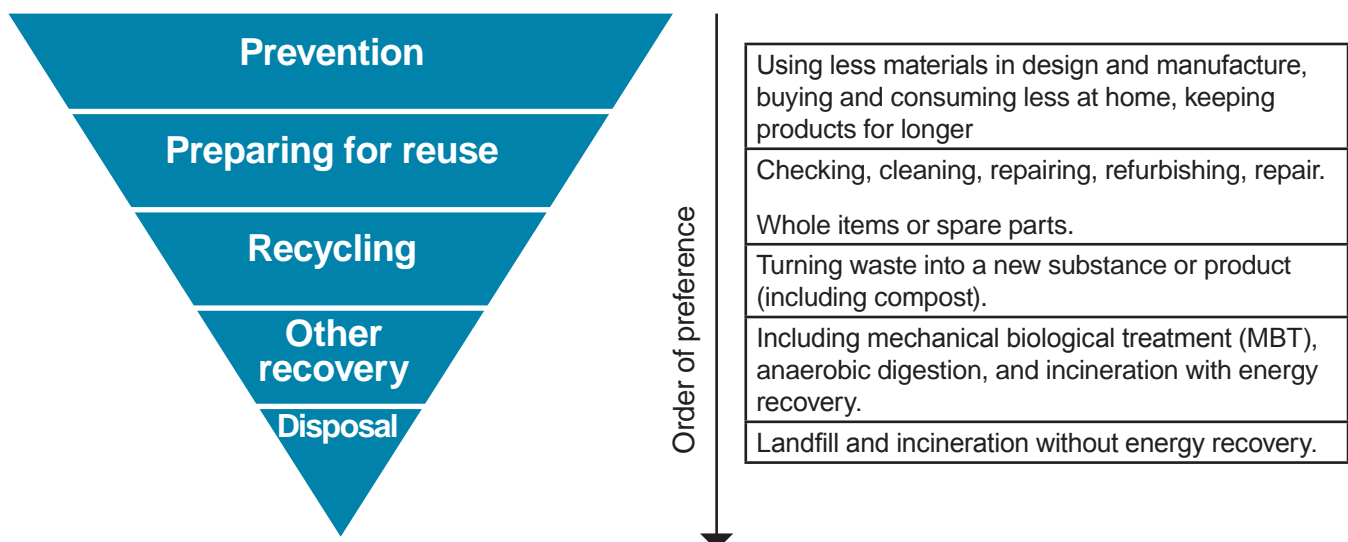 Prevention
Preparing for reuse
Recycling
Other
recovery
Disposal
Order of preference
Using less materials in design and manufacture,
buying and consuming less at home, keeping
products for longer
Checking, cleaning, repairing, refurbishing, repair.
Whole items or spare parts.
Turning waste into a new substance or product
(including compost).
Including mechanical biological treatment (MBT),
anaerobic digestion, and incineration with energy
recovery.
Landfill and incineration without energy recovery.